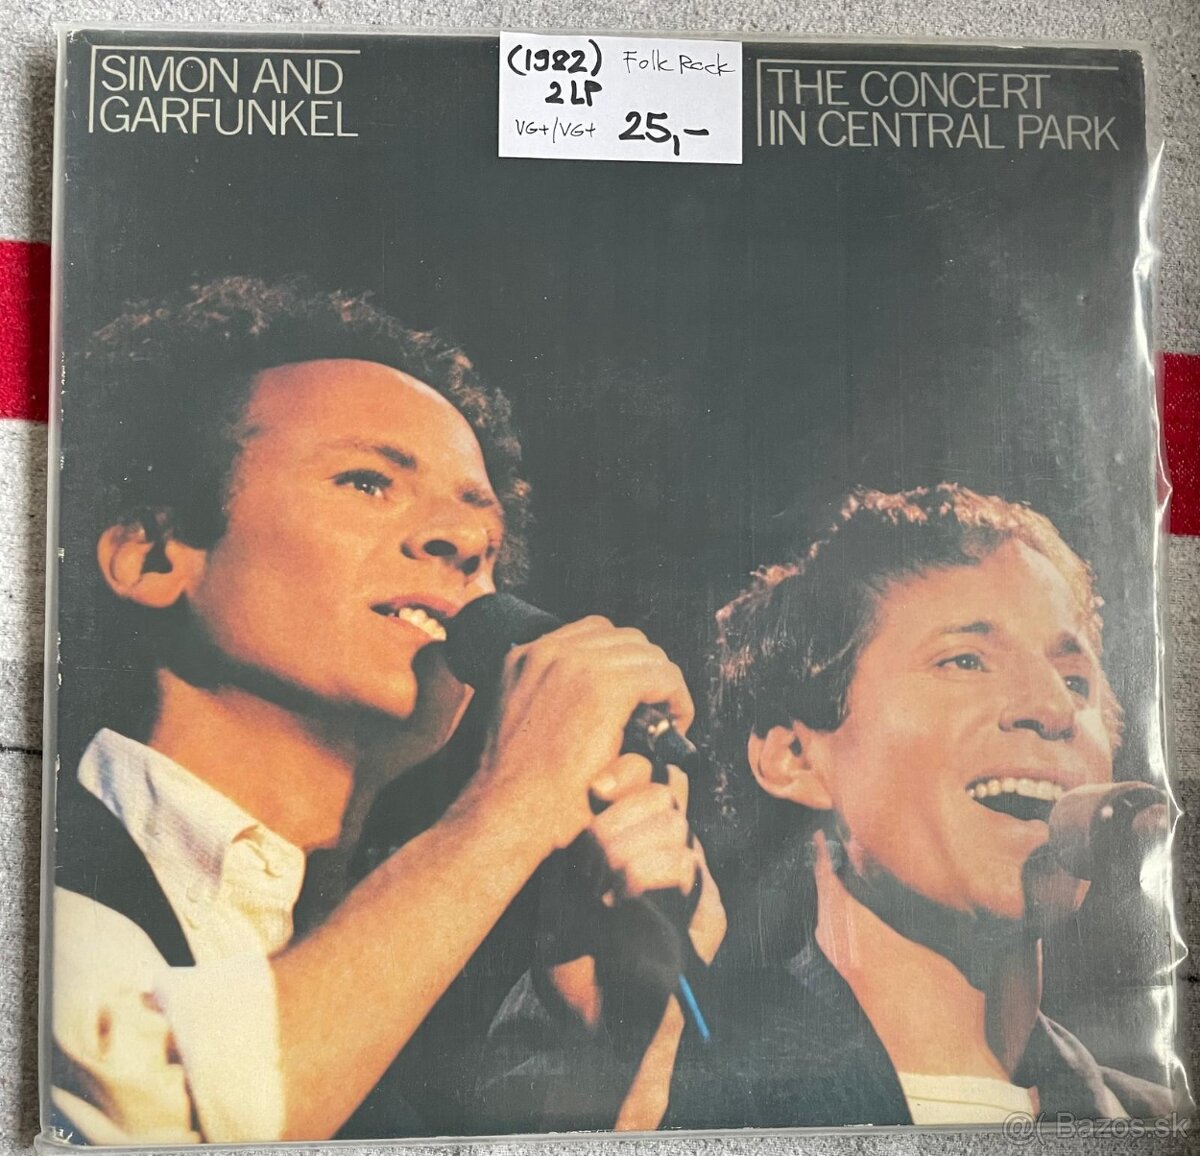 SIMON AND
GARFUNKEL
(1982) Folk Rock
2 LP
VG+/VG+ 25,-
THE CONCERT
IN CENTRAL PARK
@( Bazos.sk